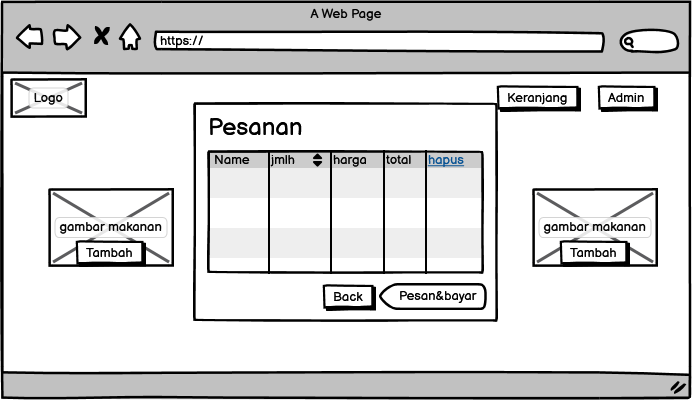 A Web Page
https://
Logo
Keranjang
Admin
Pesanan
Name jmlh harga total hapus
gambar makanan
Tambah
gambar makanan
Tambah
Back
Pesan&bayar